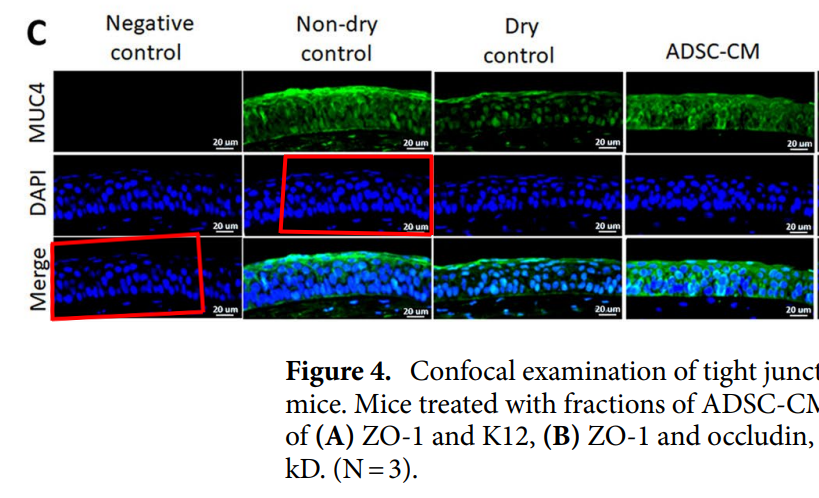 C
Negative control
Non-dry control
Dry control
ADSC-CM
MUC4
20 um
20 um
20 um
20 um
DAPI
20 um
20 um
20 um
20 um
Merge
20 um
20 um
20 um
20 um
Figure 4. Confocal examination of tight junct
mice. Mice treated with fractions of ADSC-CM
of (A) ZO-1 and K12, (B) ZO-1 and occludin,
kD. (N = 3).